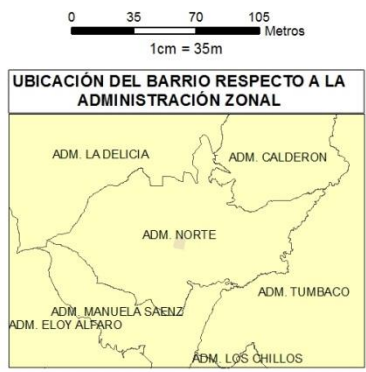 0 35 70 105
Metros
1cm = 35m
UBICACIÓN DEL BARRIO RESPECTO A LA
ADMINISTRACIÓN ZONAL
ADM. LA DELICIA
ADM. CALDERON
ADM. NORTE
ADM. TUMBACO
ADM. MANUELA SAENZ
ADM. ELOY ALFARO
ADM. LOS CHILLOS